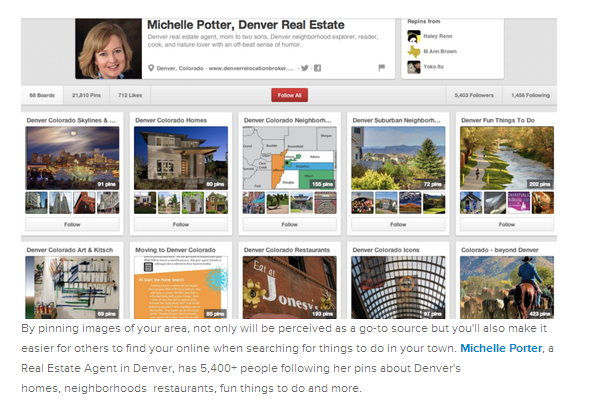 Michelle Potter, Denver Real Estate
Denver real estate agent, mom to two sons, Denver neighborhood explorer, reader,
cook, and nature lover with an off-beat sense of humor.
Denver, Colorado · www.denverrelocationbroker....
Repins from
Haley Renn
M Ann Brown
Yoko Ito
68 Boards 21,810 Pins 712 Likes Follow All 5,403 Followers 1,458 Following
Denver Colorado Skylines & ... Denver Colorado Homes Denver Colorado Neighborh... Denver Suburban Neighborh... Denver Fun Things To Do
91 pins 80 pins 155 pins 72 pins 202 pins
Follow Follow Follow Follow Follow
Denver Colorado Art & Kitsch Moving to Denver Colorado Denver Colorado Restaurants Denver Colorado Icons Colorado - beyond Denver
Eat at
Jones
69 pins 80 pins 193 pins 97 pins 423 pins
By pinning images of your area, not only will be perceived as a go-to source but you'll also make it
easier for others to find your online when searching for things to do in your town. Michelle Porter, a
Real Estate Agent in Denver, has 5,400+ people following her pins about Denver's
homes, neighborhoods restaurants, fun things to do and more.